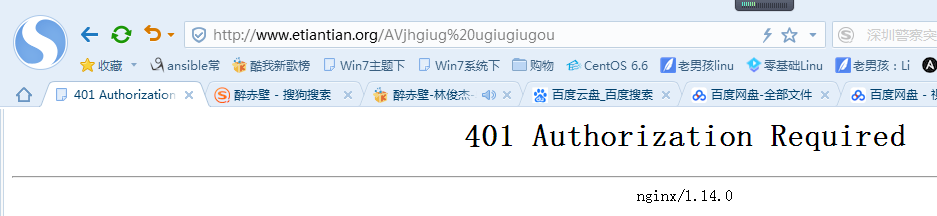 http://www.etiantian.org/AVjhgiug%20ugiugiugou
深圳警察突
收藏 ansible常 酷我新歌榜 Win7主题下 Win7系统下 购物 CentOS 6.6 老男孩linu 零基础Linu 老男孩：Li
401 Authorization 醉赤壁 - 搜狗搜索 醉赤壁-林俊杰- 百度云盘_百度搜索 百度网盘-全部文件 百度网盘 -
401 Authorization Required
nginx/1.14.0